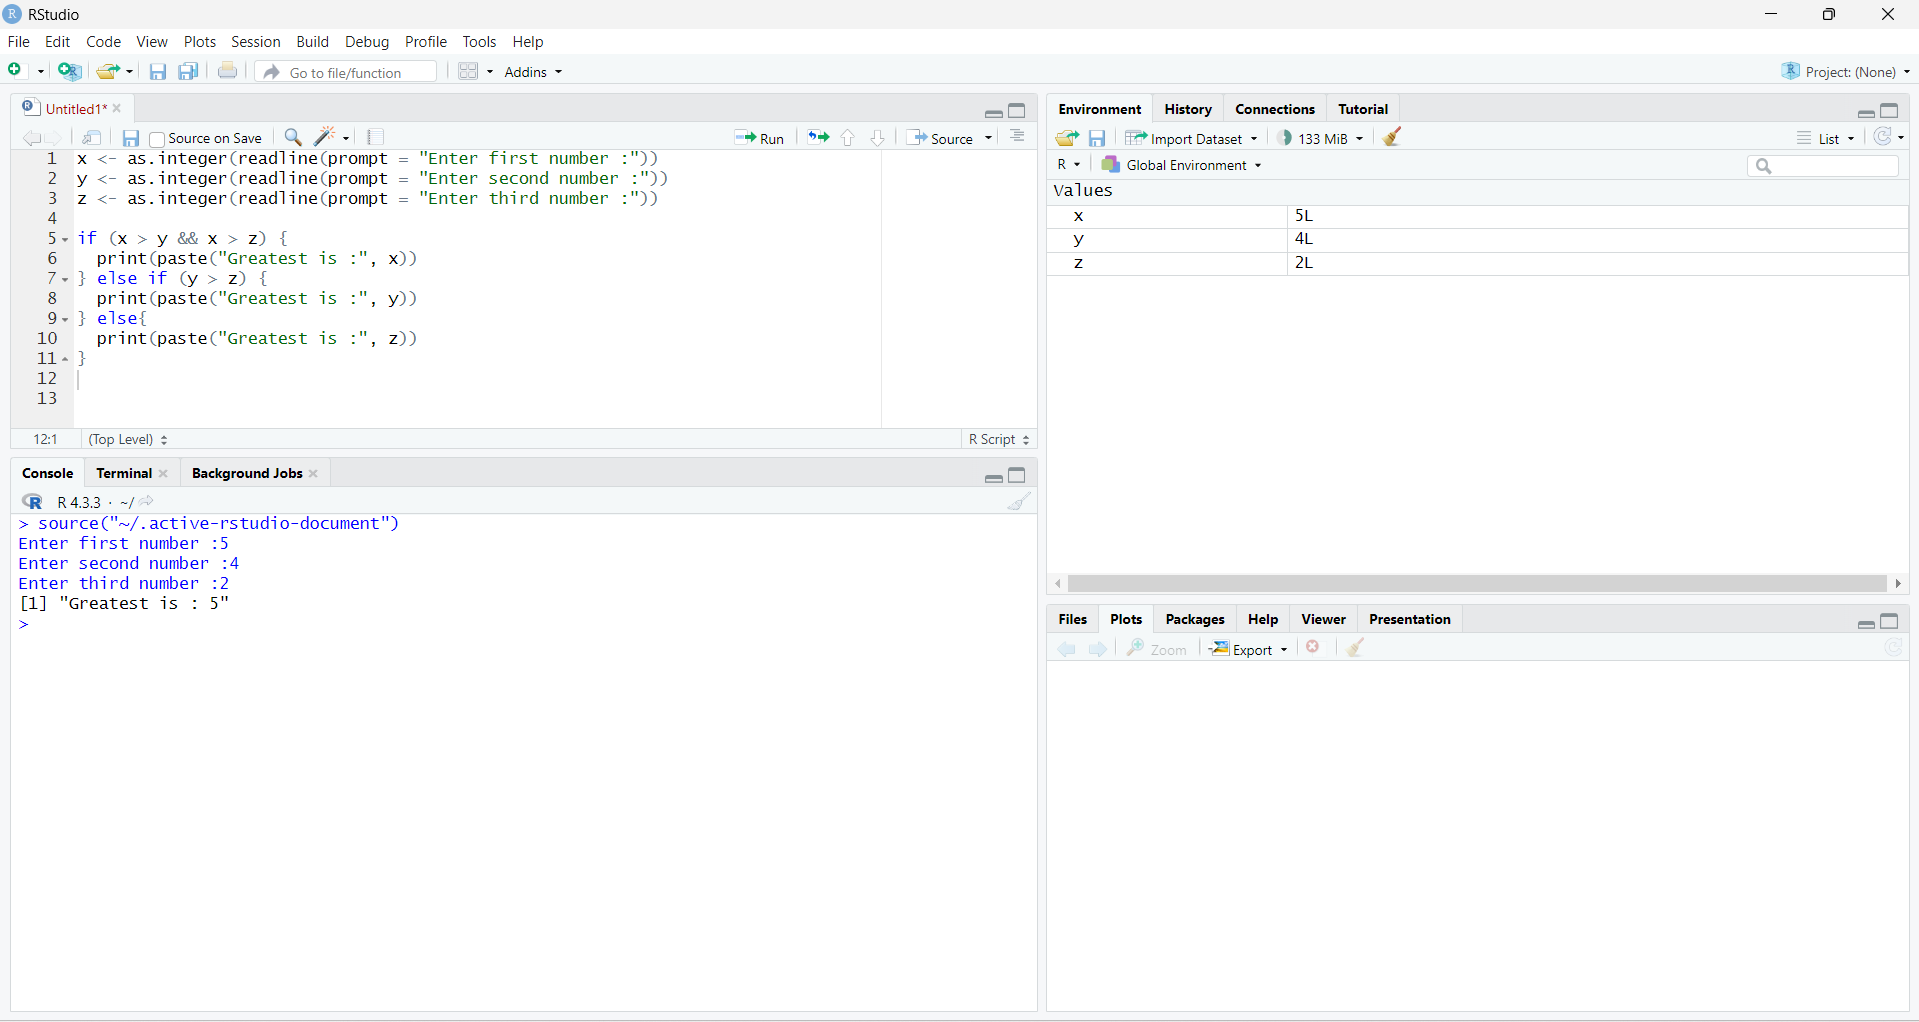 RStudio
File Edit Code View Plots Session Build Debug Profile Tools Help
Go to file/function Addins Project: (None)
Untitled1*
Source on Save Run Source
1 x <- as.integer(readline(prompt = "Enter first number :"))
2 y <- as.integer(readline(prompt = "Enter second number :"))
3 z <- as.integer(readline(prompt = "Enter third number :"))
4
5 if (x > y && x > z) {
6   print(paste("Greatest is :", x))
7 } else if (y > z) {
8   print(paste("Greatest is :", y))
9 } else{
10   print(paste("Greatest is :", z))
11 }
12
13
12:1 (Top Level) R Script
Console Terminal Background Jobs
R 4.3.3 · ~/
> source("~/.active-rstudio-document")
Enter first number :5
Enter second number :4
Enter third number :2
[1] "Greatest is : 5"
>
Environment History Connections Tutorial
Import Dataset 133 MiB List
R Global Environment
Values
x 5L
y 4L
z 2L
Files Plots Packages Help Viewer Presentation
Zoom Export